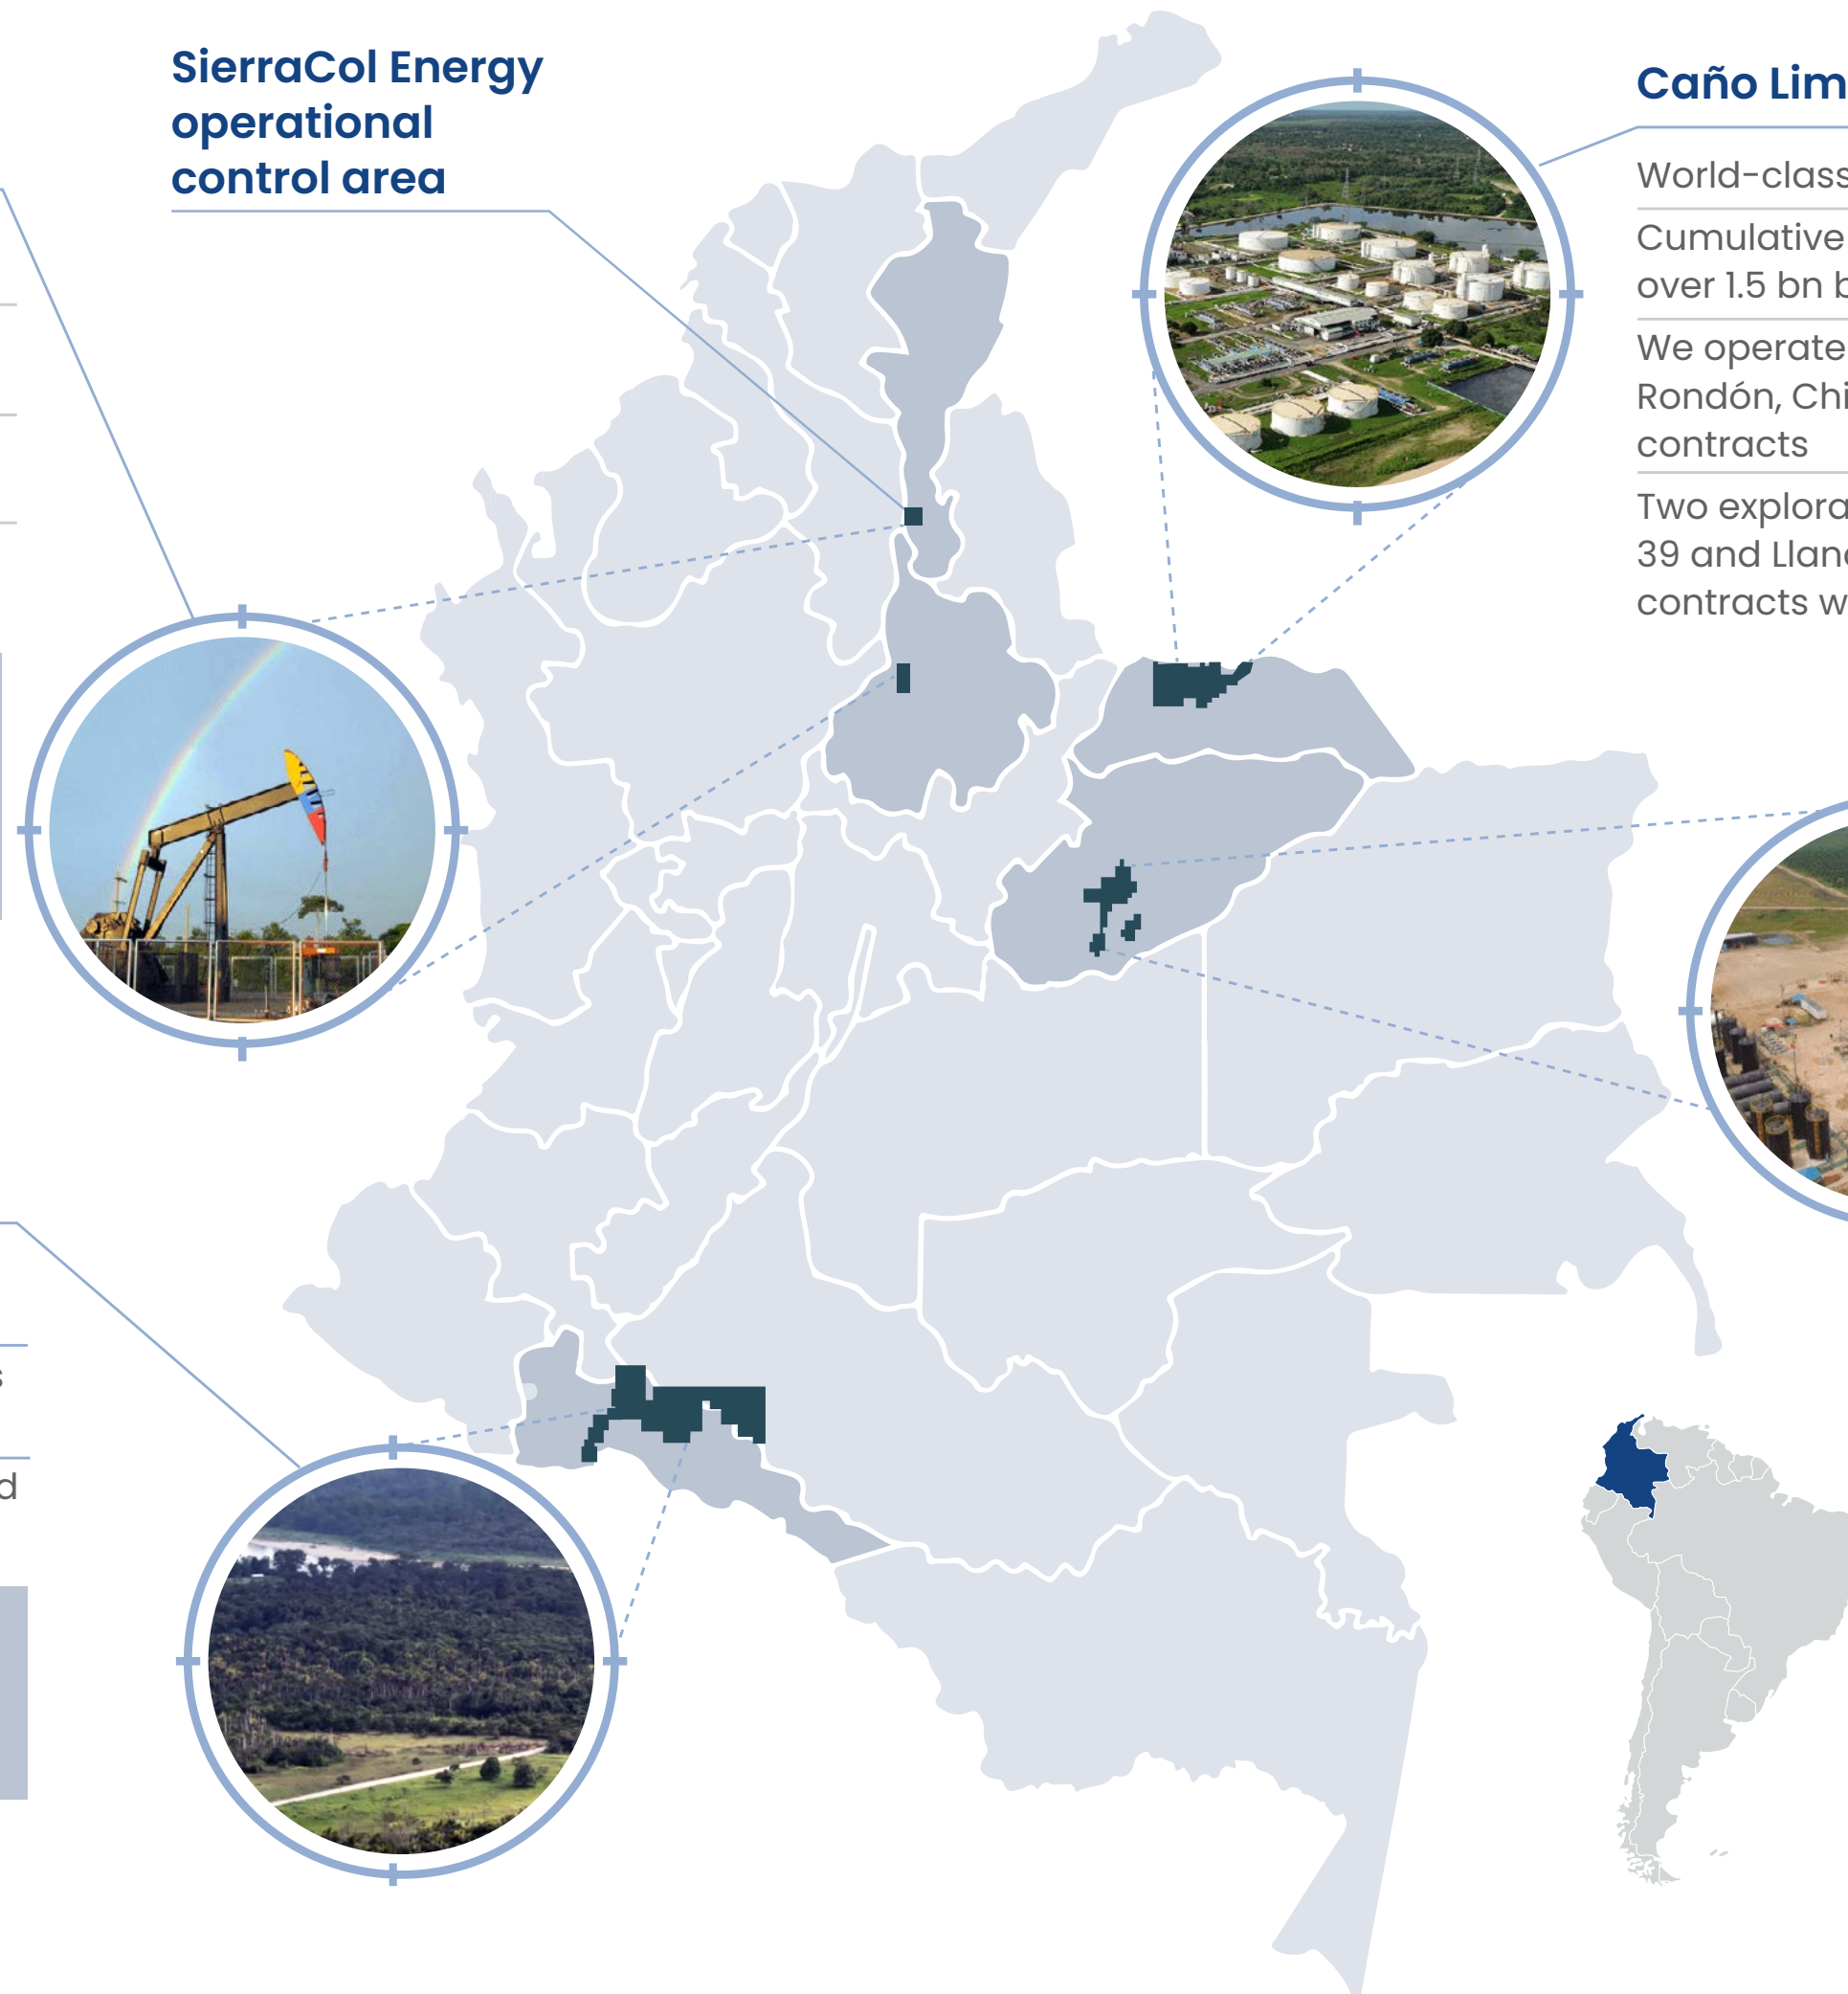 SierraCol Energy
operational
control area
Caño Lim
World-class
Cumulative
over 1.5 bn b
We operate
Rondón, Chi
contracts
Two explora
39 and Llan
contracts w
s
d